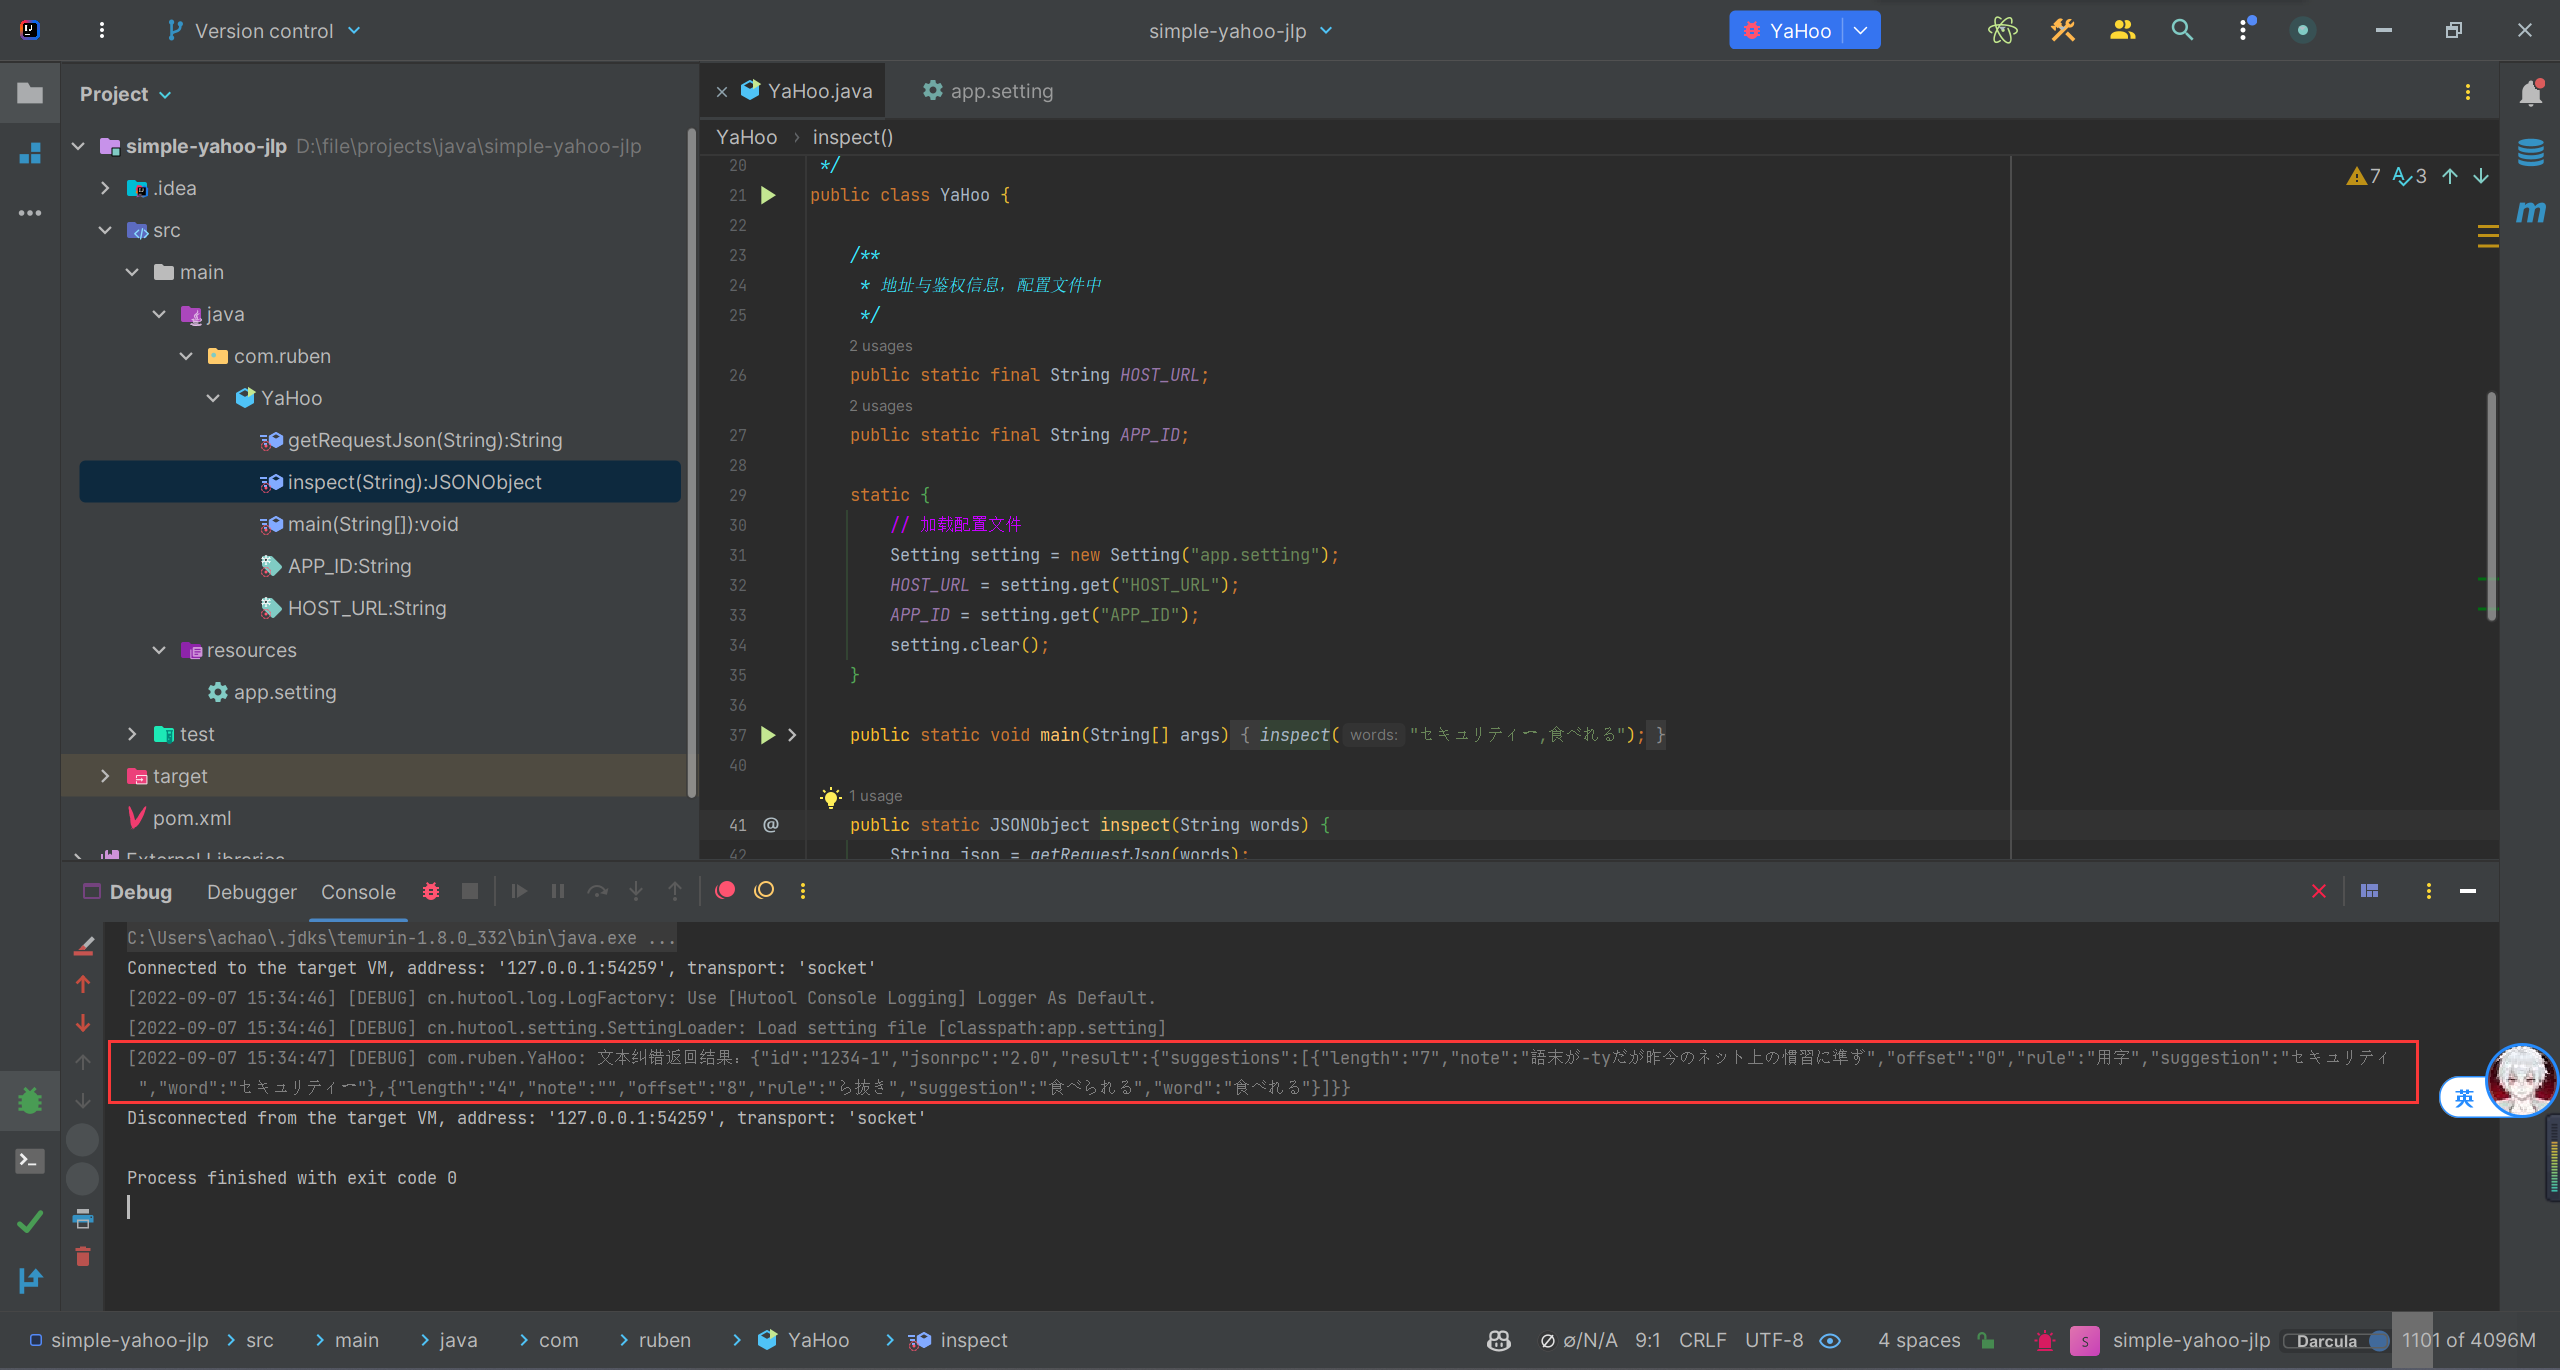 Version control
simple-yahoo-jlp
YaHoo
Project
simple-yahoo-jlp D:\file\projects\java\simple-yahoo-jlp
.idea
src
main
java
com.ruben
YaHoo
getRequestJson(String):String
inspect(String):JSONObject
main(String[]):void
APP_ID:String
HOST_URL:String
resources
app.setting
test
target
pom.xml
External Libraries
YaHoo.java
app.setting
YaHoo › inspect()
7 3
20 */
21 public class YaHoo {
22
23 /**
24 * 地址与鉴权信息，配置文件中
25 */
2 usages
26 public static final String HOST_URL;
2 usages
27 public static final String APP_ID;
28
29 static {
30 // 加载配置文件
31 Setting setting = new Setting("app.setting");
32 HOST_URL = setting.get("HOST_URL");
33 APP_ID = setting.get("APP_ID");
34 setting.clear();
35 }
36
37 public static void main(String[] args) { inspect( words: "セキュリティー,食べれる"); }
40
1 usage
41 @ public static JSONObject inspect(String words) {
42 String json = getRequestJson(words);
Debug Debugger Console
C:\Users\achao\.jdks\temurin-1.8.0_332\bin\java.exe ...
Connected to the target VM, address: '127.0.0.1:54259', transport: 'socket'
[2022-09-07 15:34:46] [DEBUG] cn.hutool.log.LogFactory: Use [Hutool Console Logging] Logger As Default.
[2022-09-07 15:34:46] [DEBUG] cn.hutool.setting.SettingLoader: Load setting file [classpath:app.setting]
[2022-09-07 15:34:47] [DEBUG] com.ruben.YaHoo: 文本纠错返回结果：{"id":"1234-1","jsonrpc":"2.0","result":{"suggestions":[{"length":"7","note":"語末が-tyだが昨今のネット上の慣習に準ず","offset":"0","rule":"用字","suggestion":"セキュリティ
","word":"セキュリティー"},{"length":"4","note":"","offset":"8","rule":"ら抜き","suggestion":"食べられる","word":"食べれる"}]}}
Disconnected from the target VM, address: '127.0.0.1:54259', transport: 'socket'
Process finished with exit code 0
英
simple-yahoo-jlp › src › main › java › com › ruben › YaHoo › inspect
∅/N/A 9:1 CRLF UTF-8 4 spaces S simple-yahoo-jlp Darcula 1101 of 4096M